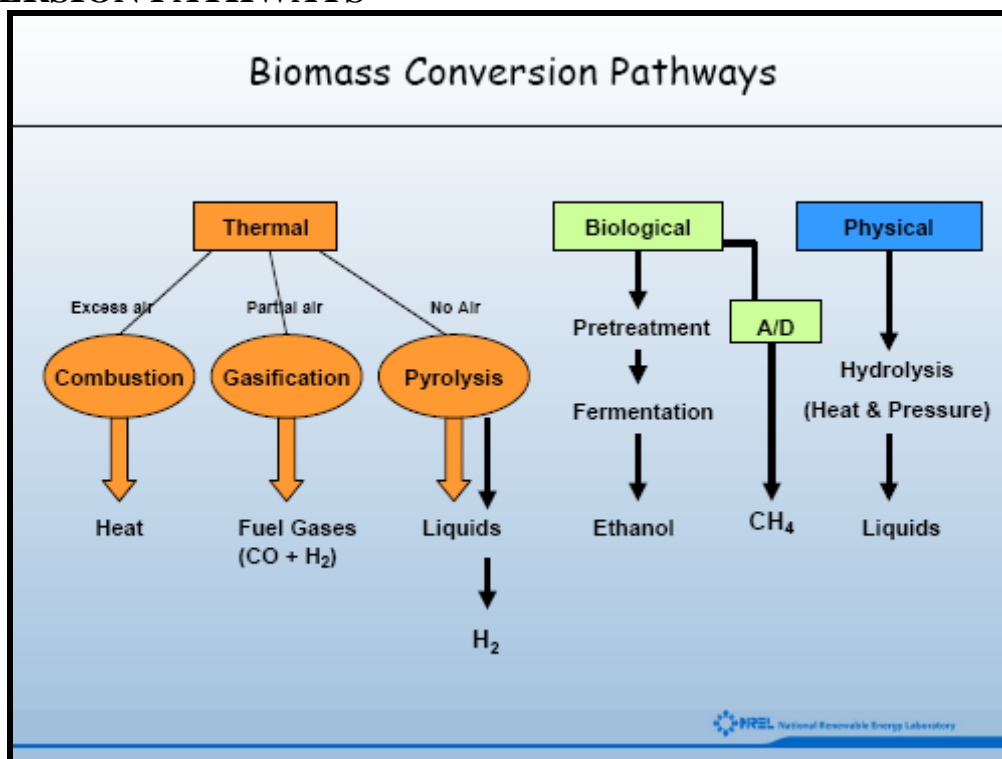 Biomass Conversion Pathways
Thermal
Biological
Physical
Excess air
Partial air
No Air
Pretreatment
A/D
Combustion
Gasification
Pyrolysis
Hydrolysis
(Heat & Pressure)
Fermentation
Heat
Fuel Gases
(CO + H₂)
Liquids
Ethanol
CH₄
Liquids
H₂
NREL National Renewable Energy Laboratory